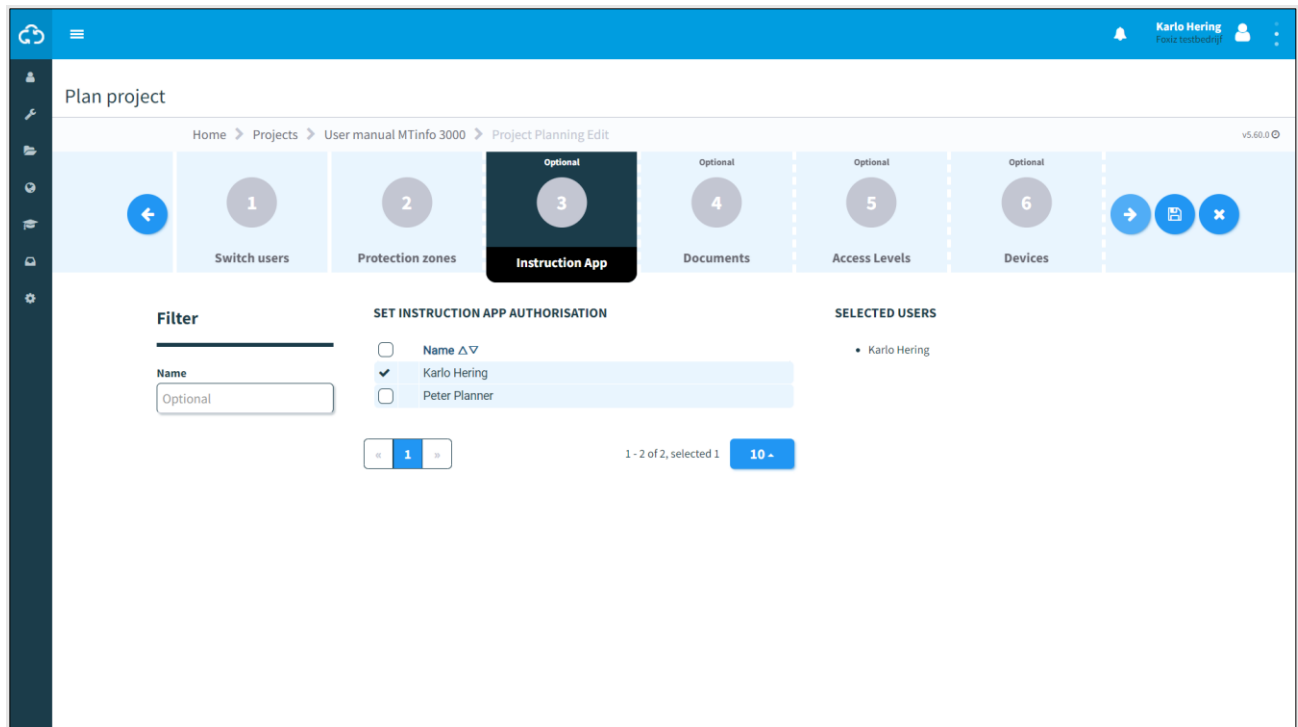 Karlo Hering
Foxiz testbedrijf
Plan project
Home Projects User manual MTinfo 3000 Project Planning Edit
v5.60.0
Optional Optional Optional Optional
1 2 3 4 5 6
Switch users Protection zones Instruction App Documents Access Levels Devices
Filter
SET INSTRUCTION APP AUTHORISATION
SELECTED USERS
Name △▽
• Karlo Hering
Name
Karlo Hering
Optional
Peter Planner
« 1 »
1 - 2 of 2, selected 1
10